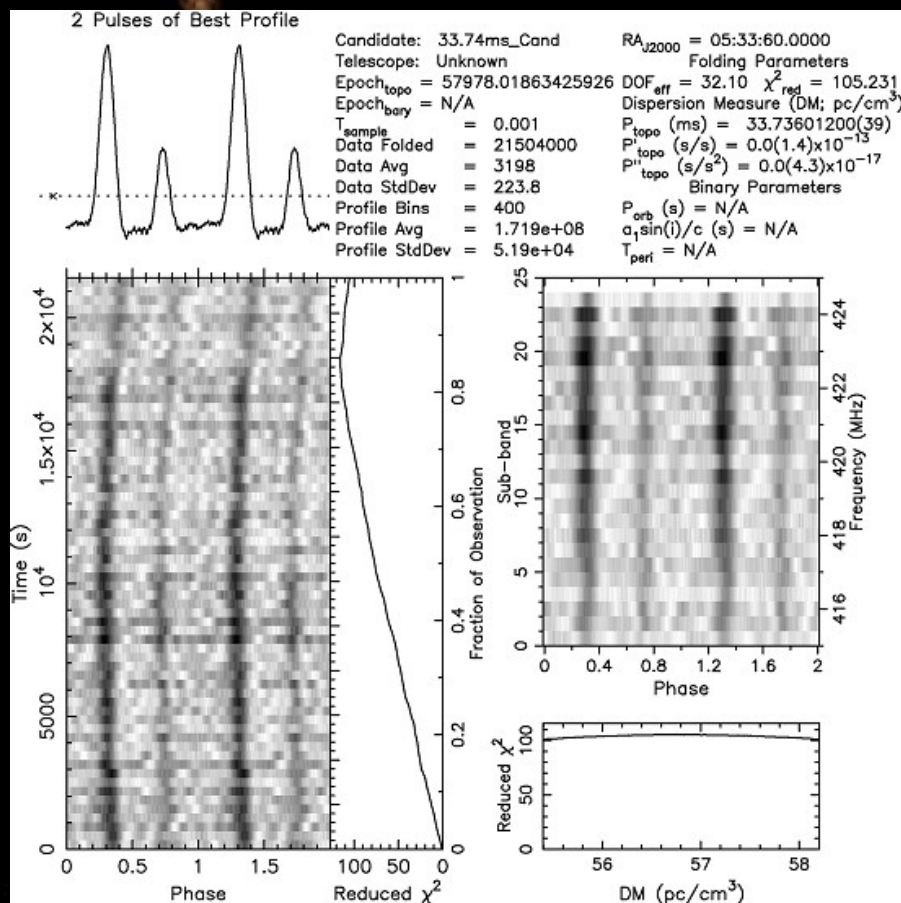 2 Pulses of Best Profile
Candidate: 33.74ms_Cand
Telescope: Unknown
Epoch_topo = 57978.01863425926
Epoch_bary = N/A
T_sample = 0.001
Data Folded = 21504000
Data Avg = 3198
Data StdDev = 223.8
Profile Bins = 400
Profile Avg = 1.719e+08
Profile StdDev = 5.19e+04
RA_J2000 = 05:33:60.0000
Folding Parameters
DOF_eff = 32.10 χ²_red = 105.231
Dispersion Measure (DM; pc/cm³)
P_topo (ms) = 33.73601200(39)
P'_topo (s/s) = 0.0(1.4)x10⁻¹³
P''_topo (s/s²) = 0.0(4.3)x10⁻¹⁷
Binary Parameters
P_orb (s) = N/A
a₁sin(i)/c (s) = N/A
T_peri = N/A
Time (s)
2×10⁴
1.5×10⁴
10⁴
5000
0
0 0.5 1 1.5
Phase
100 50 0
Reduced χ²
Fraction of Observation
1
0.8
0.6
0.4
0.2
0
Sub-band
25
20
15
10
5
0
0 0.4 0.8 1.2 1.6 2
Phase
Frequency (MHz)
424
422
420
418
416
Reduced χ²
100
50
0
56 57 58
DM (pc/cm³)